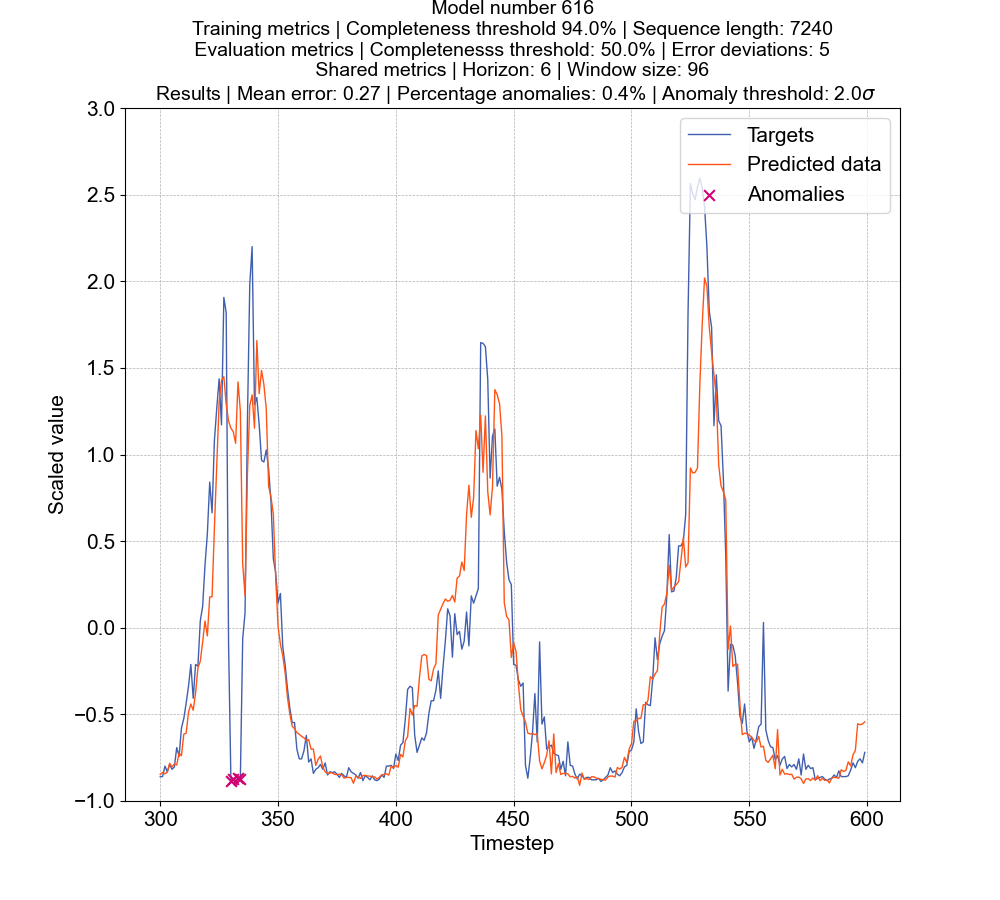 Model number 616
Training metrics | Completeness threshold 94.0% | Sequence length: 7240
Evaluation metrics | Completenesss threshold: 50.0% | Error deviations: 5
Shared metrics | Horizon: 6 | Window size: 96
Results | Mean error: 0.27 | Percentage anomalies: 0.4% | Anomaly threshold: 2.0σ
3.0
2.5
2.0
1.5
1.0
0.5
0.0
−0.5
−1.0
Scaled value
Targets
Predicted data
Anomalies
300 350 400 450 500 550 600
Timestep